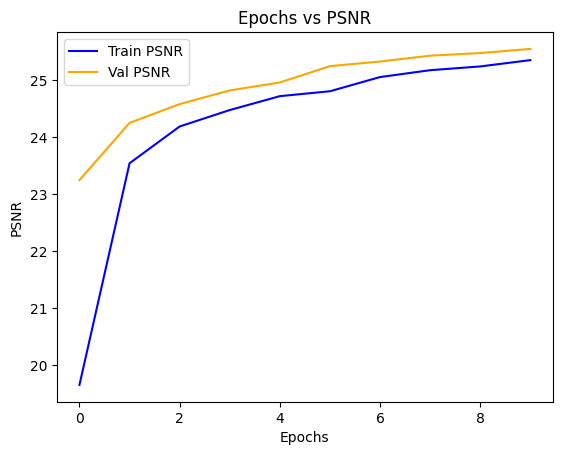 Epochs vs PSNR
Train PSNR
Val PSNR
25
24
23
22
21
20
PSNR
0 2 4 6 8
Epochs